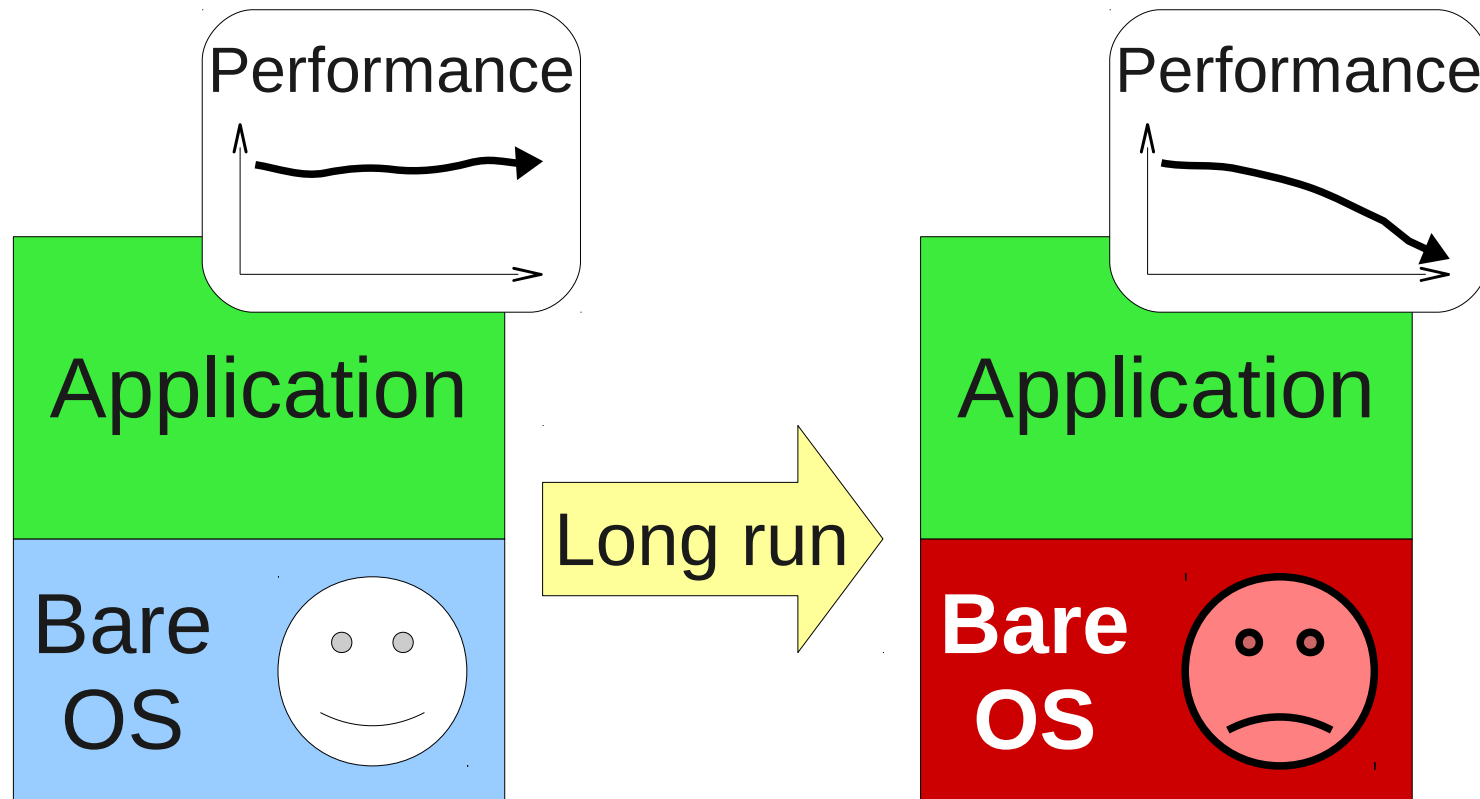 Performance
Application
Bare
OS
Long run
Performance
Application
Bare
OS